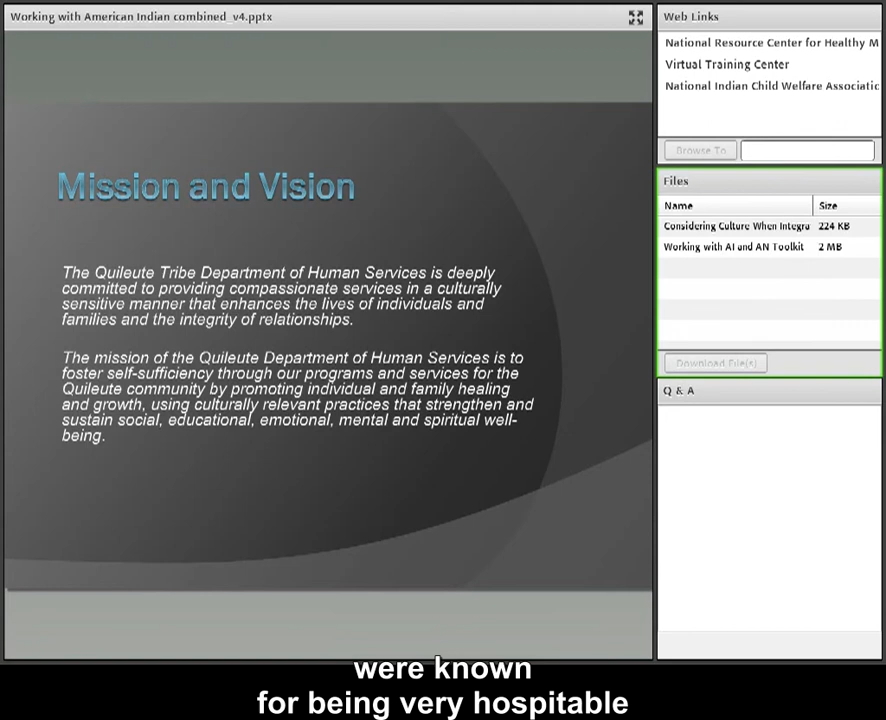 Working with American Indian combined_v4.pptx
Mission and Vision
The Quileute Tribe Department of Human Services is deeply
committed to providing compassionate services in a culturally
sensitive manner that enhances the lives of individuals and
families and the integrity of relationships.
The mission of the Quileute Department of Human Services is to
foster self-sufficiency through our programs and services for the
Quileute community by promoting individual and family healing
and growth, using culturally relevant practices that strengthen and
sustain social, educational, emotional, mental and spiritual well-
being.
Web Links
National Resource Center for Healthy M
Virtual Training Center
National Indian Child Welfare Associatic
Browse To
Files
Name Size
Considering Culture When Integra 224 KB
Working with AI and AN Toolkit 2 MB
Download File(s)
Q & A
were known
for being very hospitable